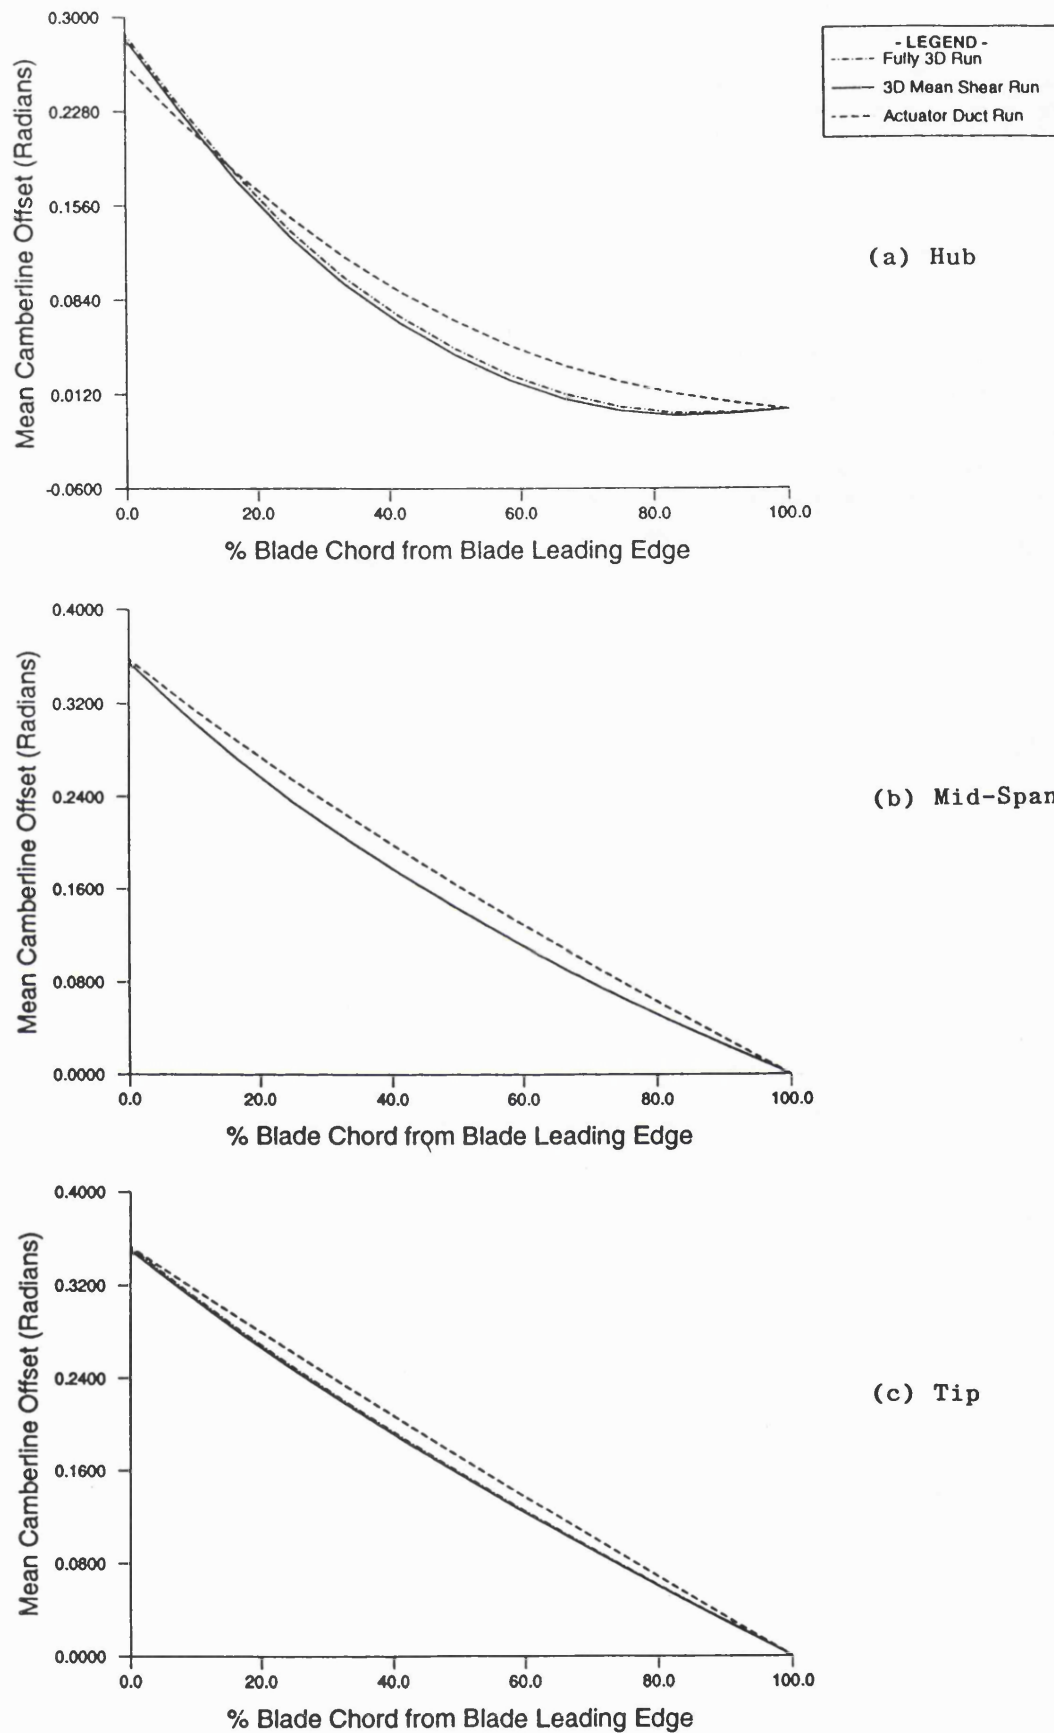 0.3000
0.2280
0.1560
0.0840
0.0120
-0.0600
Mean Camberline Offset (Radians)
0.0
20.0
40.0
60.0
80.0
100.0
% Blade Chord from Blade Leading Edge
- LEGEND -
Fully 3D Run
3D Mean Shear Run
Actuator Duct Run
(a) Hub
0.4000
0.3200
0.2400
0.1600
0.0800
0.0000
Mean Camberline Offset (Radians)
0.0
20.0
40.0
60.0
80.0
100.0
% Blade Chord from Blade Leading Edge
(b) Mid-Span
0.4000
0.3200
0.2400
0.1600
0.0800
0.0000
Mean Camberline Offset (Radians)
0.0
20.0
40.0
60.0
80.0
100.0
% Blade Chord from Blade Leading Edge
(c) Tip